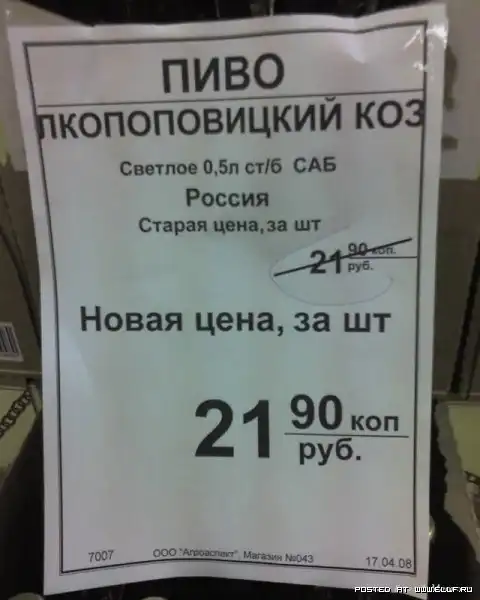 ПИВО
ЛКОПОПОВИЦКИЙ КОЗ
Светлое 0,5л ст/б САБ
Россия
Старая цена, за шт
21 90 коп.
руб.
Новая цена, за шт
21 90 коп
руб.
7007 ООО "Агроаспект", Магазин №043 17.04.08
POSTED AT WWW.ELWF.RU